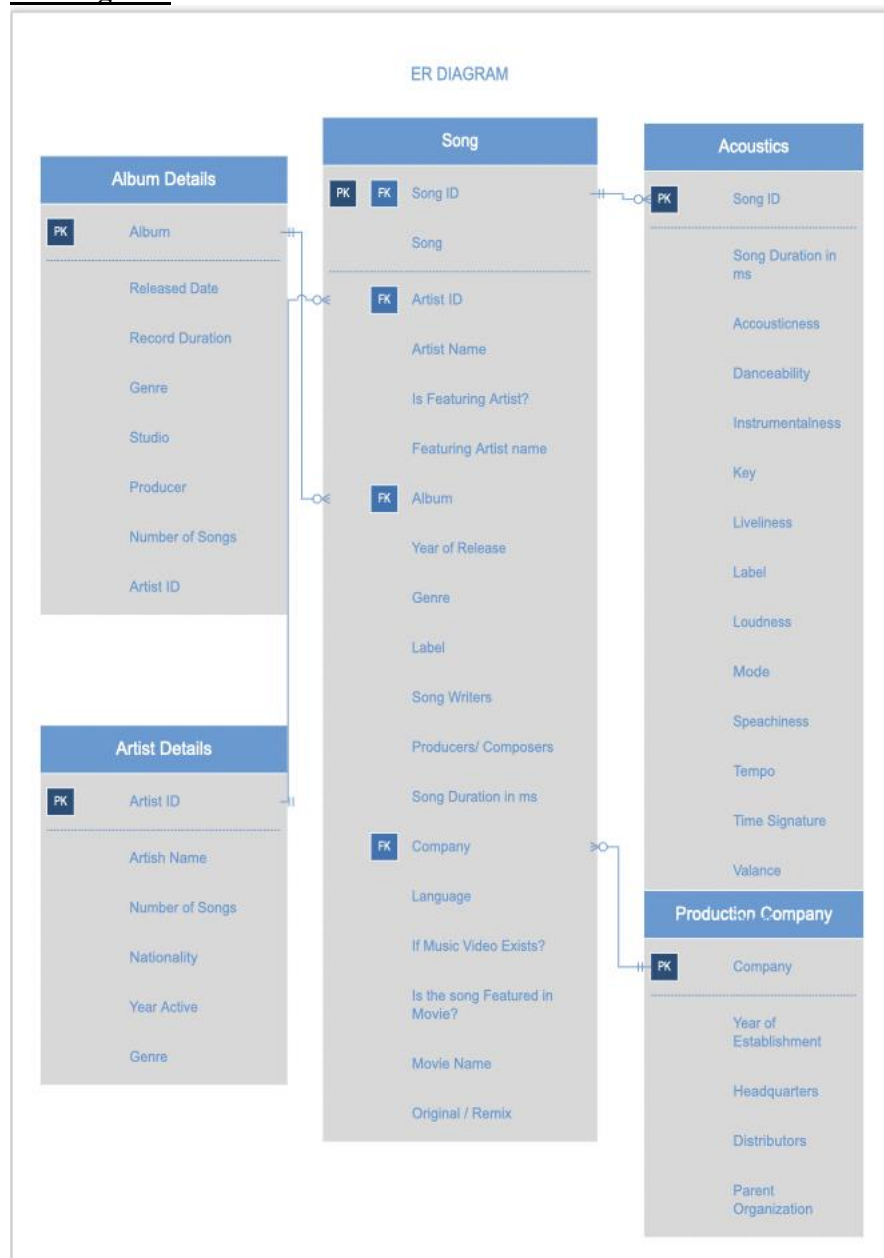 ER DIAGRAM
Album Details
PK Album
Released Date
Record Duration
Genre
Studio
Producer
Number of Songs
Artist ID
Artist Details
PK Artist ID
Artish Name
Number of Songs
Nationality
Year Active
Genre
Song
PK FK Song ID
Song
FK Artist ID
Artist Name
Is Featuring Artist?
Featuring Artist name
FK Album
Year of Release
Genre
Label
Song Writers
Producers/ Composers
Song Duration in ms
FK Company
Language
If Music Video Exists?
Is the song Featured in
Movie?
Movie Name
Original / Remix
Acoustics
PK Song ID
Song Duration in
ms
Accousticness
Danceability
Instrumentalness
Key
Liveliness
Label
Loudness
Mode
Speachiness
Tempo
Time Signature
Valance
Production Company
PK Company
Year of
Establishment
Headquarters
Distributors
Parent
Organization